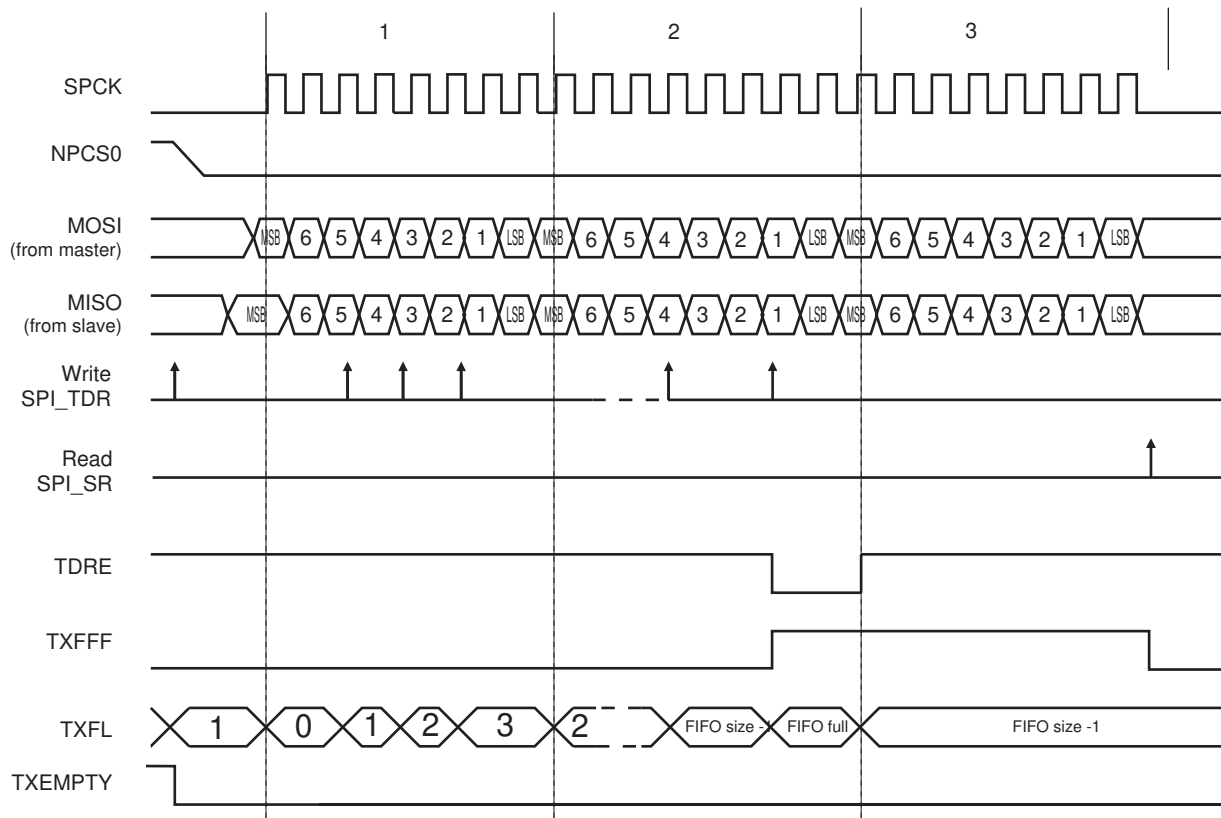 1 2 3
SPCK
NPCS0
MOSI
(from master)
MSB 6 5 4 3 2 1 LSB MSB 6 5 4 3 2 1 LSB MSB 6 5 4 3 2 1 LSB
MISO
(from slave)
MSB 6 5 4 3 2 1 LSB MSB 6 5 4 3 2 1 LSB MSB 6 5 4 3 2 1 LSB
Write
SPI_TDR
Read
SPI_SR
TDRE
TXFFF
TXFL 1 0 1 2 3 2 FIFO size -1 FIFO full FIFO size -1
TXEMPTY